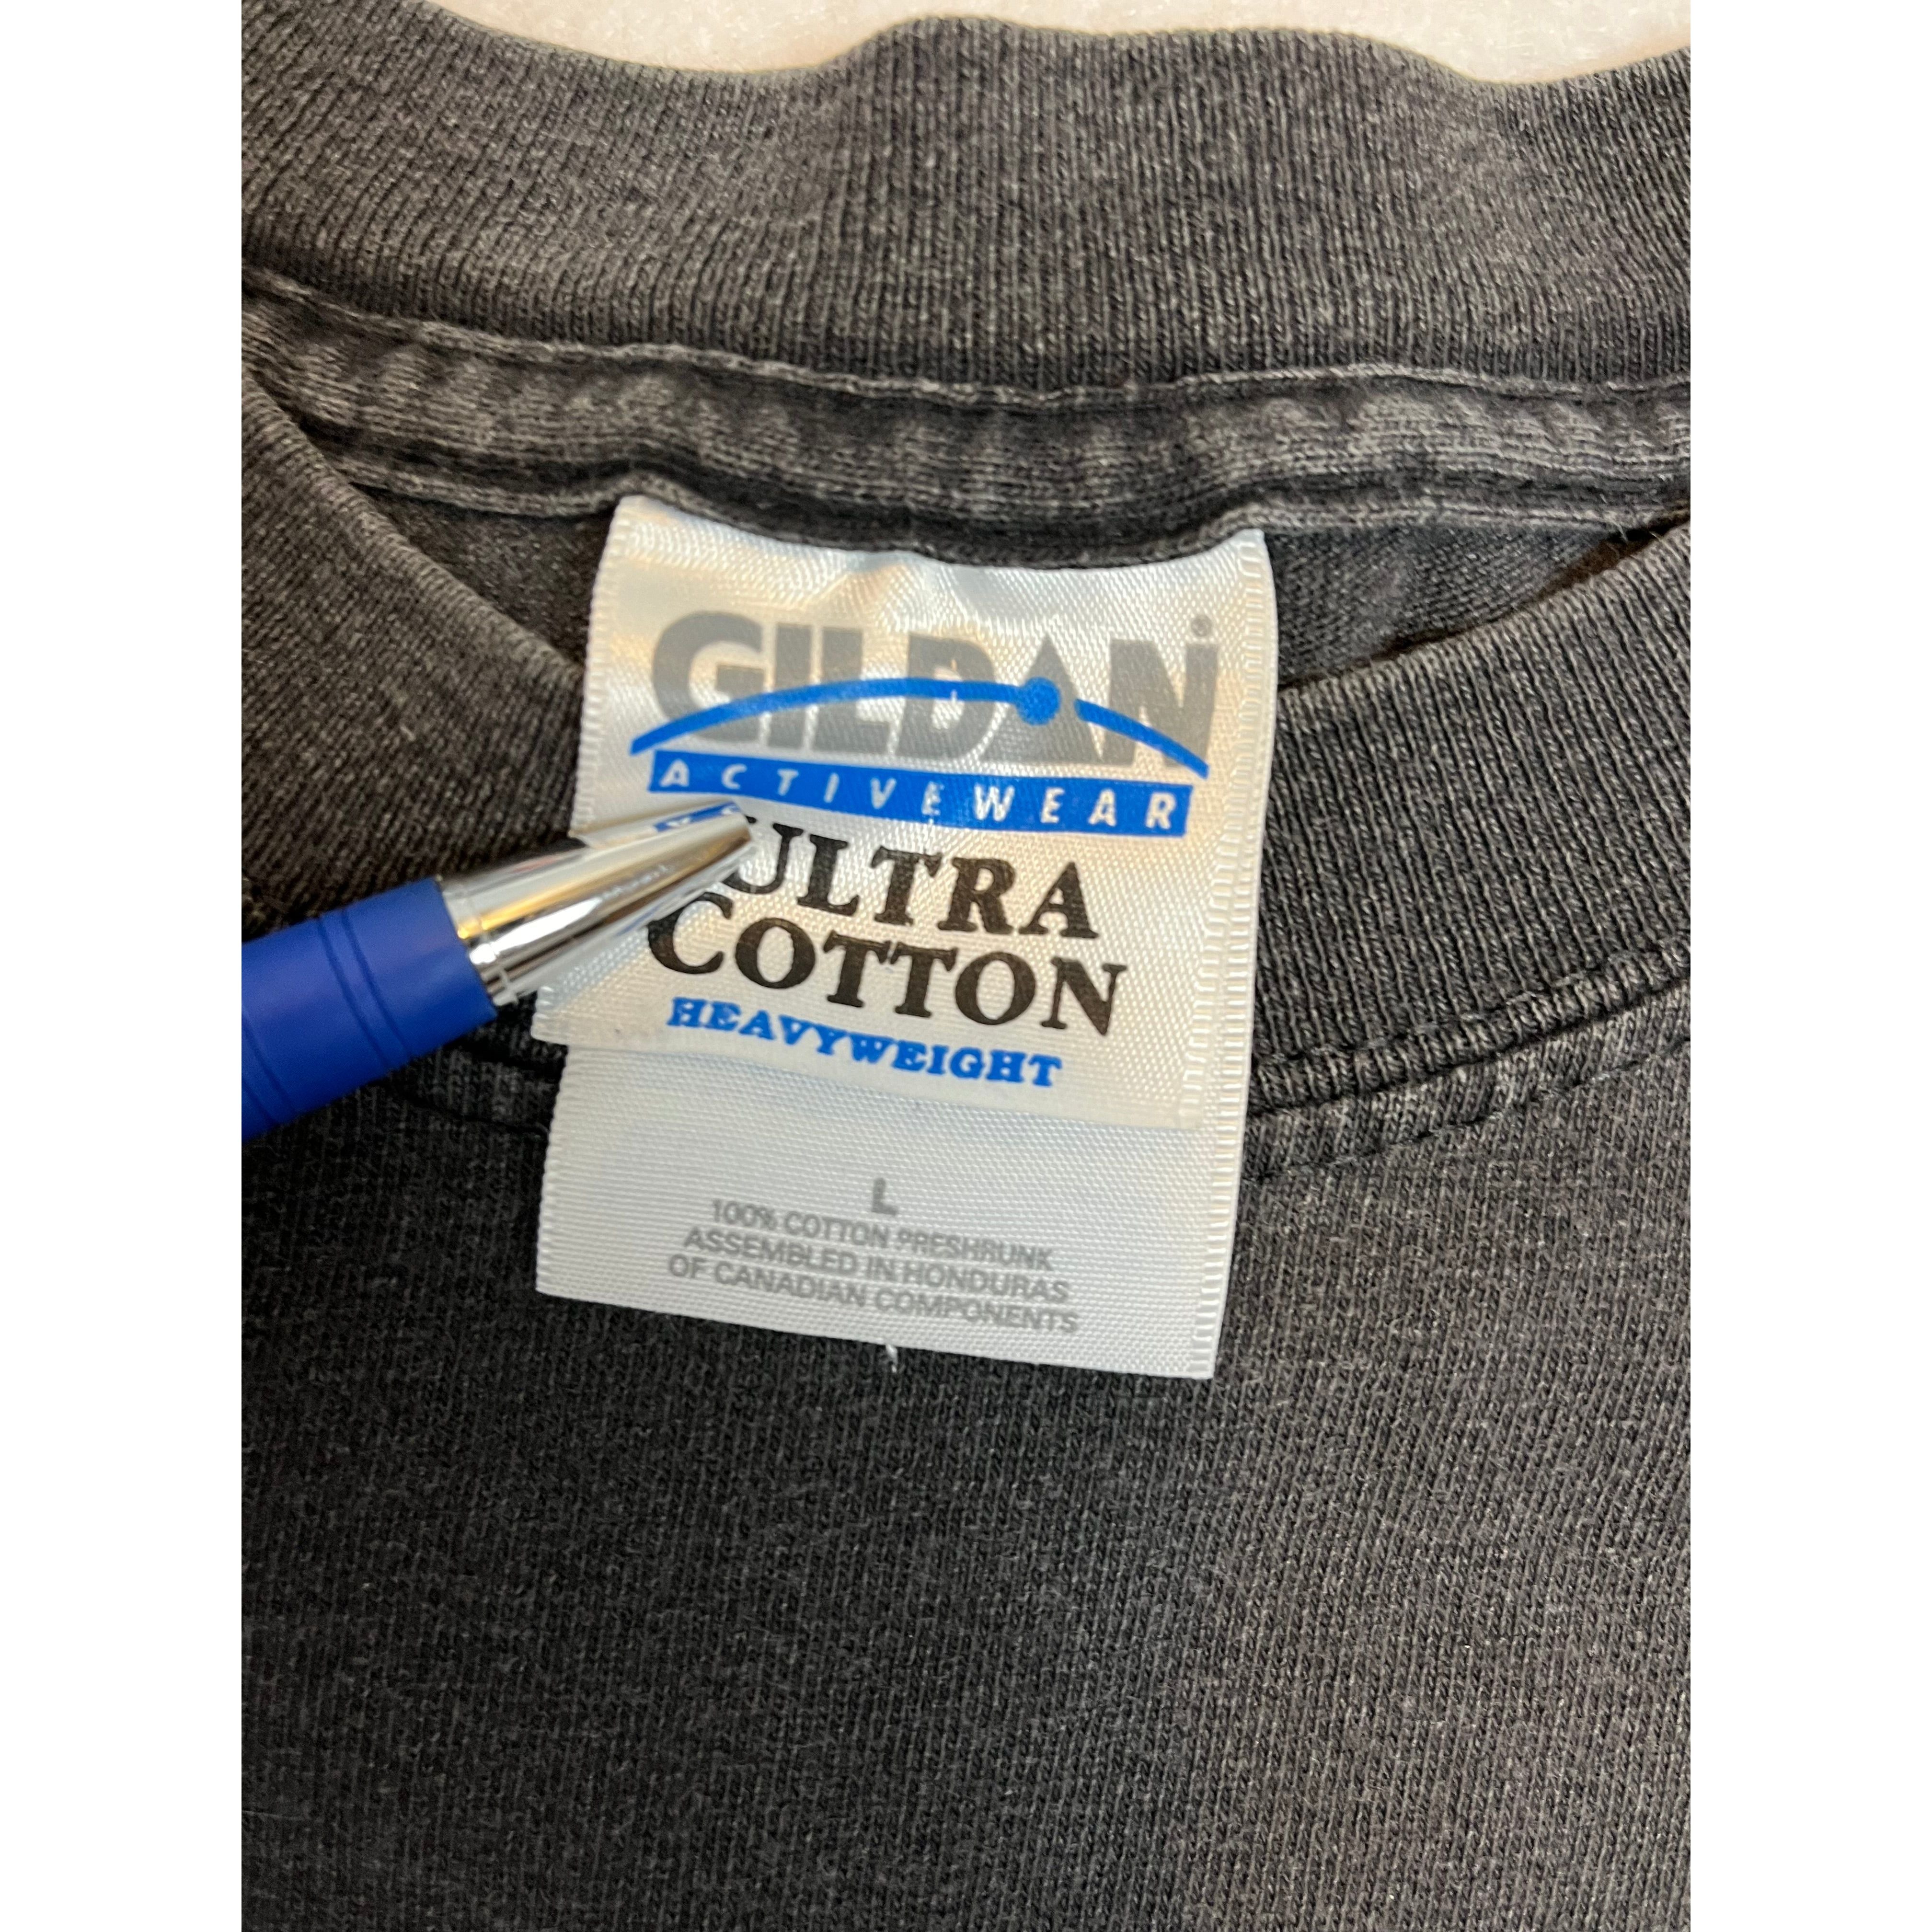 GILDAN
ACTIVEWEAR
ULTRA
COTTON
HEAVYWEIGHT
L
100% COTTON PRESHRUNK
ASSEMBLED IN HONDURAS
OF CANADIAN COMPONENTS